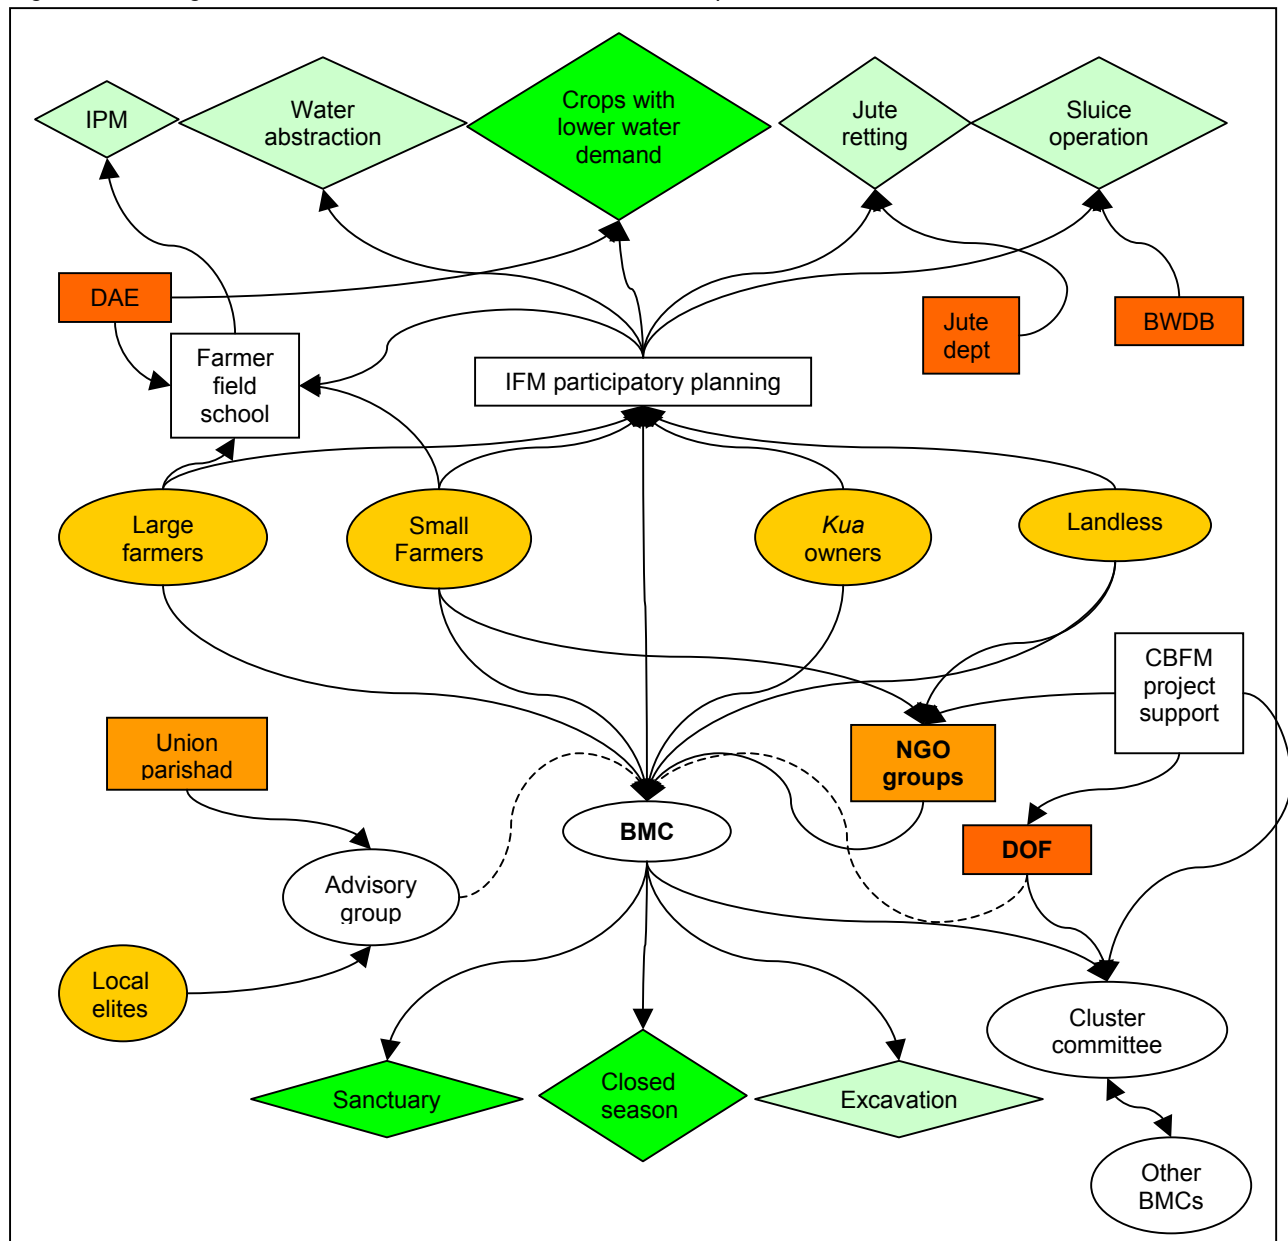 IPM
Water
abstraction
Crops with
lower water
demand
Jute
retting
Sluice
operation
DAE
Farmer
field
school
IFM participatory planning
Jute
dept
BWDB
Large
farmers
Small
Farmers
Kua
owners
Landless
CBFM
project
support
Union
parishad
NGO
groups
BMC
DOF
Advisory
group
Local
elites
Cluster
committee
Sanctuary
Closed
season
Excavation
Other
BMCs